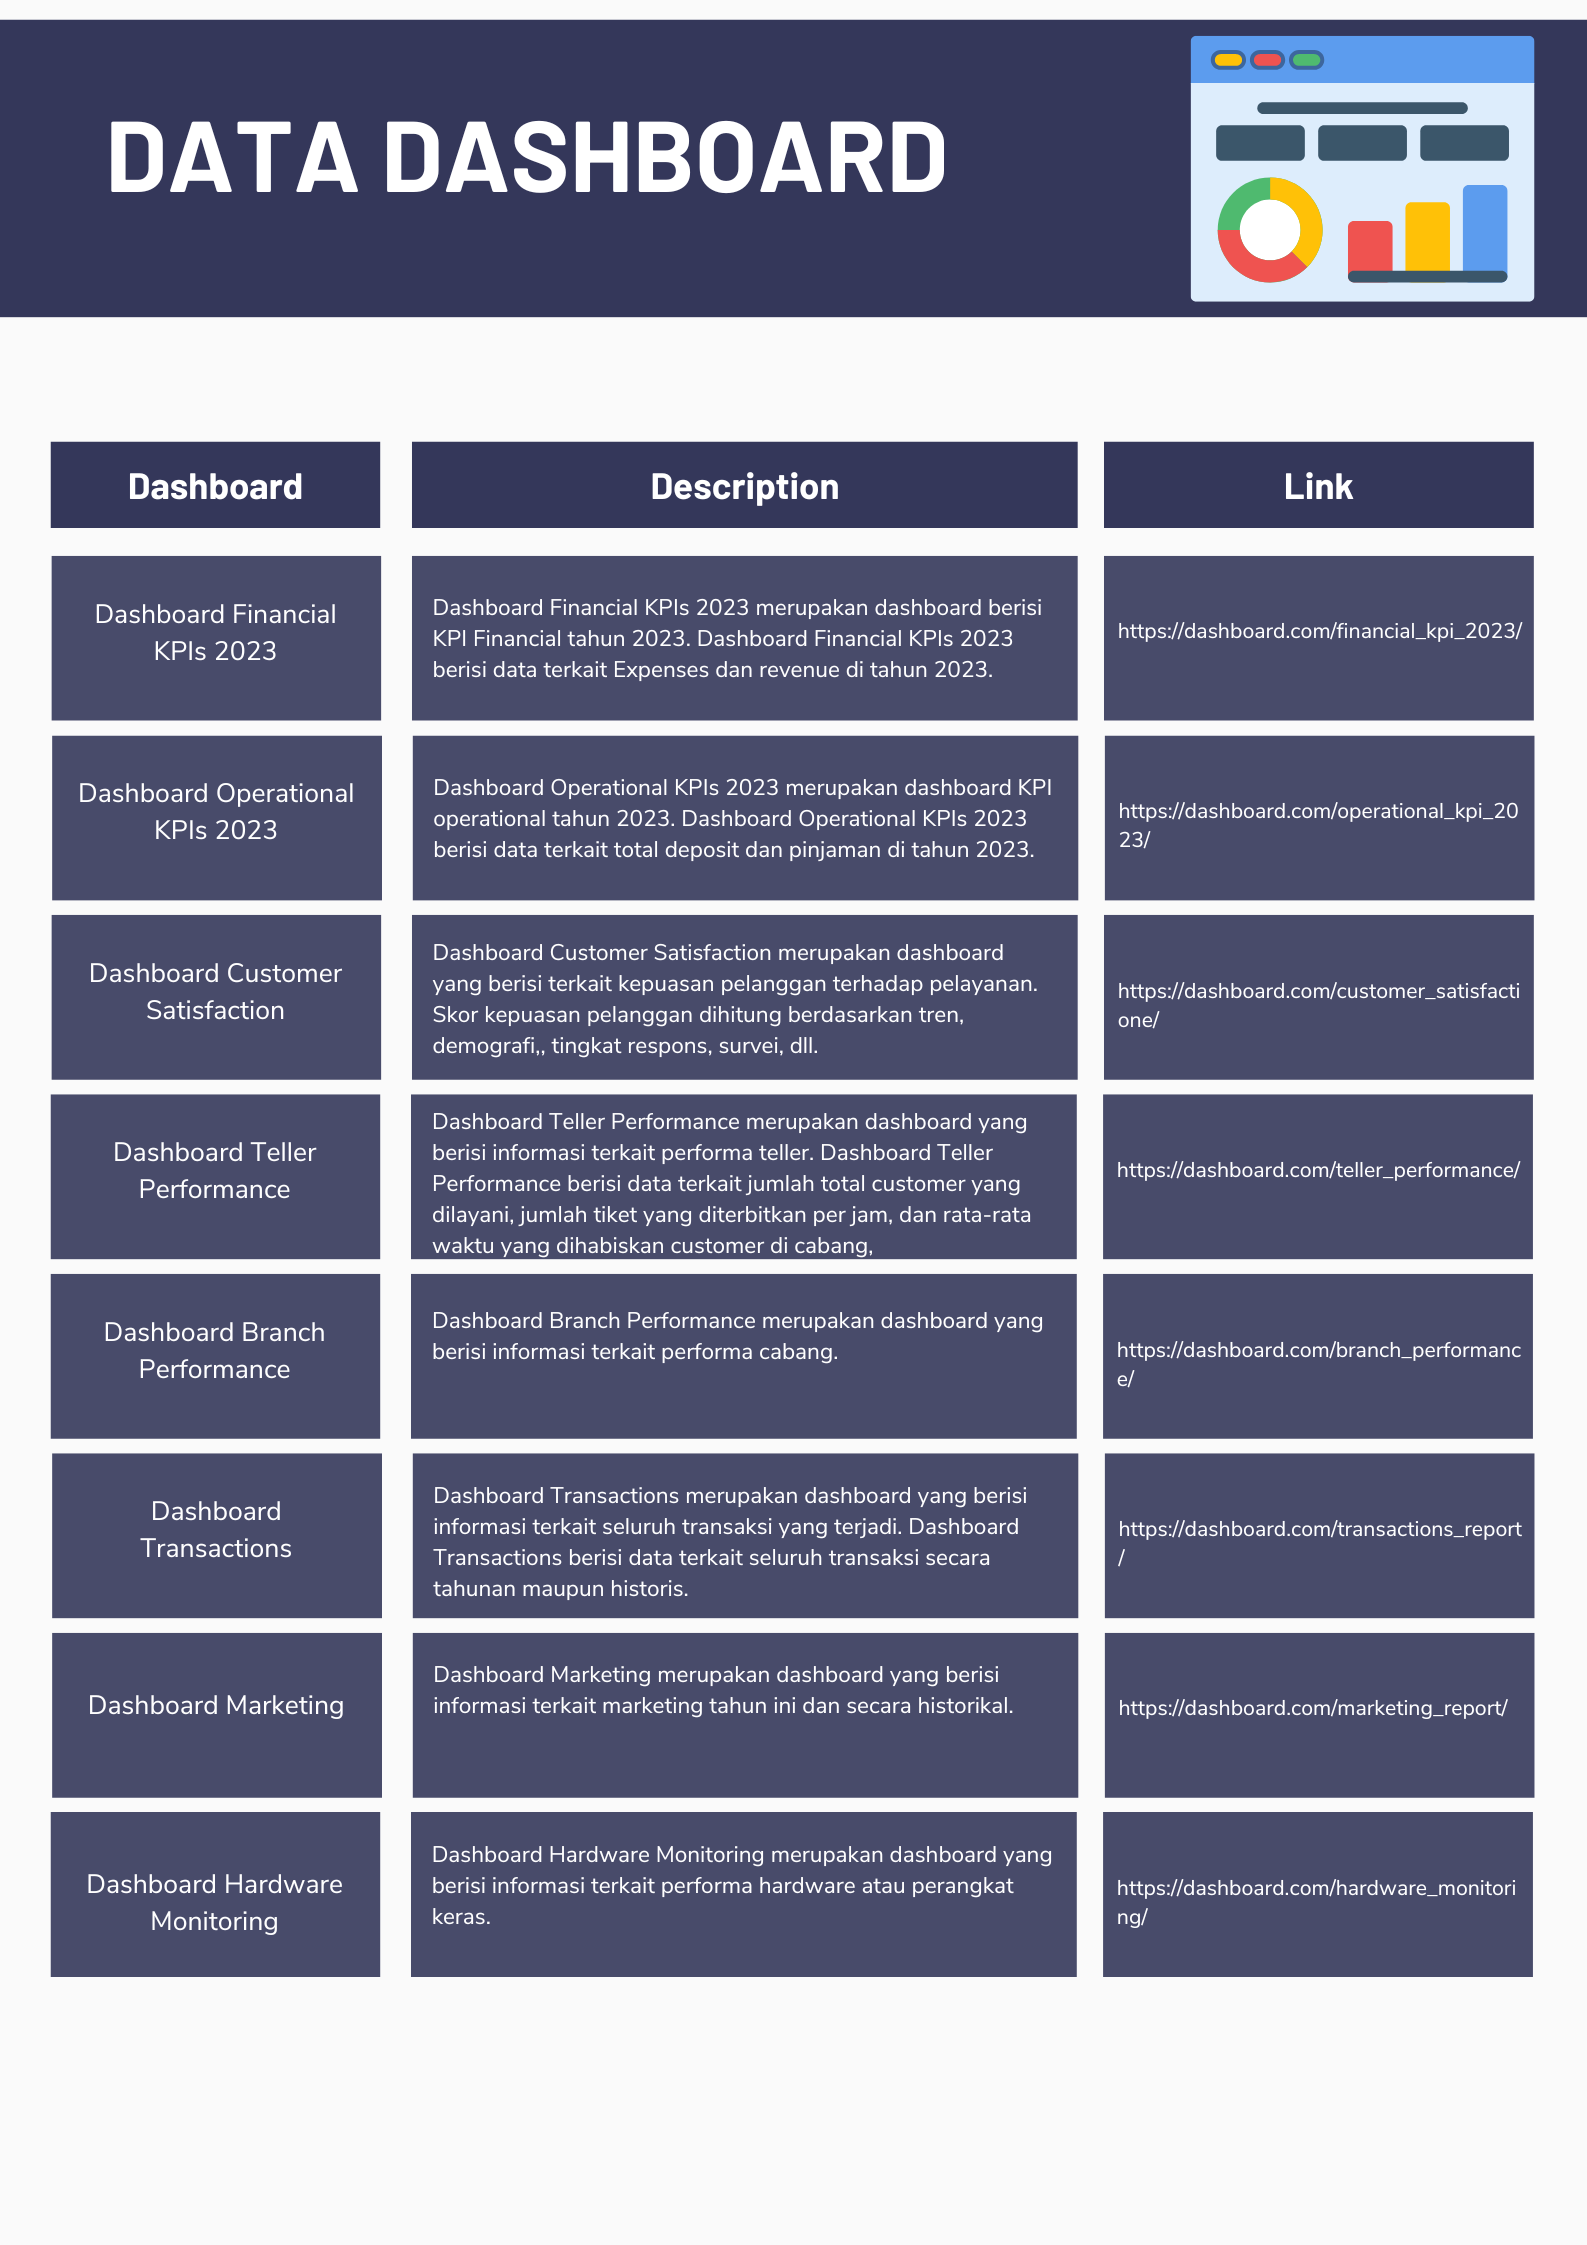 DATA DASHBOARD
Dashboard
Description
Link
Dashboard Financial
KPIs 2023
Dashboard Financial KPIs 2023 merupakan dashboard berisi
KPI Financial tahun 2023. Dashboard Financial KPIs 2023
berisi data terkait Expenses dan revenue di tahun 2023.
https://dashboard.com/financial_kpi_2023/
Dashboard Operational
KPIs 2023
Dashboard Operational KPIs 2023 merupakan dashboard KPI
operational tahun 2023. Dashboard Operational KPIs 2023
berisi data terkait total deposit dan pinjaman di tahun 2023.
https://dashboard.com/operational_kpi_20
23/
Dashboard Customer
Satisfaction
Dashboard Customer Satisfaction merupakan dashboard
yang berisi terkait kepuasan pelanggan terhadap pelayanan.
Skor kepuasan pelanggan dihitung berdasarkan tren,
demografi,, tingkat respons, survei, dll.
https://dashboard.com/customer_satisfacti
one/
Dashboard Teller
Performance
Dashboard Teller Performance merupakan dashboard yang
berisi informasi terkait performa teller. Dashboard Teller
Performance berisi data terkait jumlah total customer yang
dilayani, jumlah tiket yang diterbitkan per jam, dan rata-rata
waktu yang dihabiskan customer di cabang,
https://dashboard.com/teller_performance/
Dashboard Branch
Performance
Dashboard Branch Performance merupakan dashboard yang
berisi informasi terkait performa cabang.
https://dashboard.com/branch_performanc
e/
Dashboard
Transactions
Dashboard Transactions merupakan dashboard yang berisi
informasi terkait seluruh transaksi yang terjadi. Dashboard
Transactions berisi data terkait seluruh transaksi secara
tahunan maupun historis.
https://dashboard.com/transactions_report
/
Dashboard Marketing
Dashboard Marketing merupakan dashboard yang berisi
informasi terkait marketing tahun ini dan secara historikal.
https://dashboard.com/marketing_report/
Dashboard Hardware
Monitoring
Dashboard Hardware Monitoring merupakan dashboard yang
berisi informasi terkait performa hardware atau perangkat
keras.
https://dashboard.com/hardware_monitori
ng/